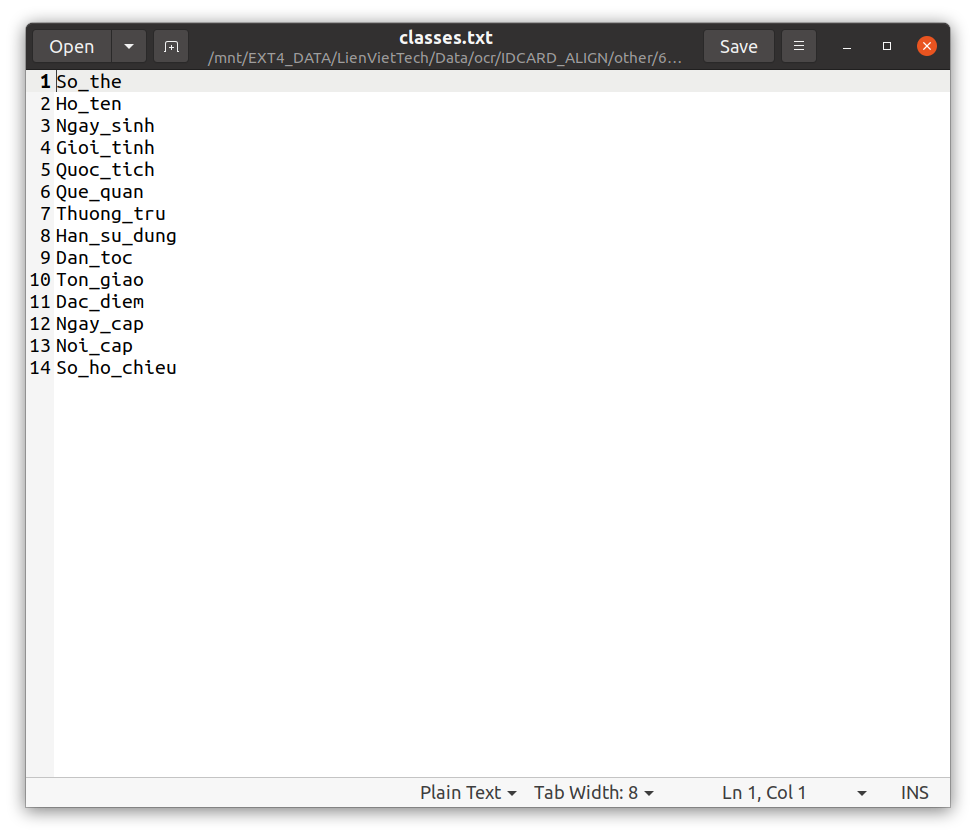 Open
classes.txt
/mnt/EXT4_DATA/LienVietTech/Data/ocr/IDCARD_ALIGN/other/6…
Save
1 So_the
2 Ho_ten
3 Ngay_sinh
4 Gioi_tinh
5 Quoc_tich
6 Que_quan
7 Thuong_tru
8 Han_su_dung
9 Dan_toc
10 Ton_giao
11 Dac_diem
12 Ngay_cap
13 Noi_cap
14 So_ho_chieu
Plain Text Tab Width: 8 Ln 1, Col 1 INS